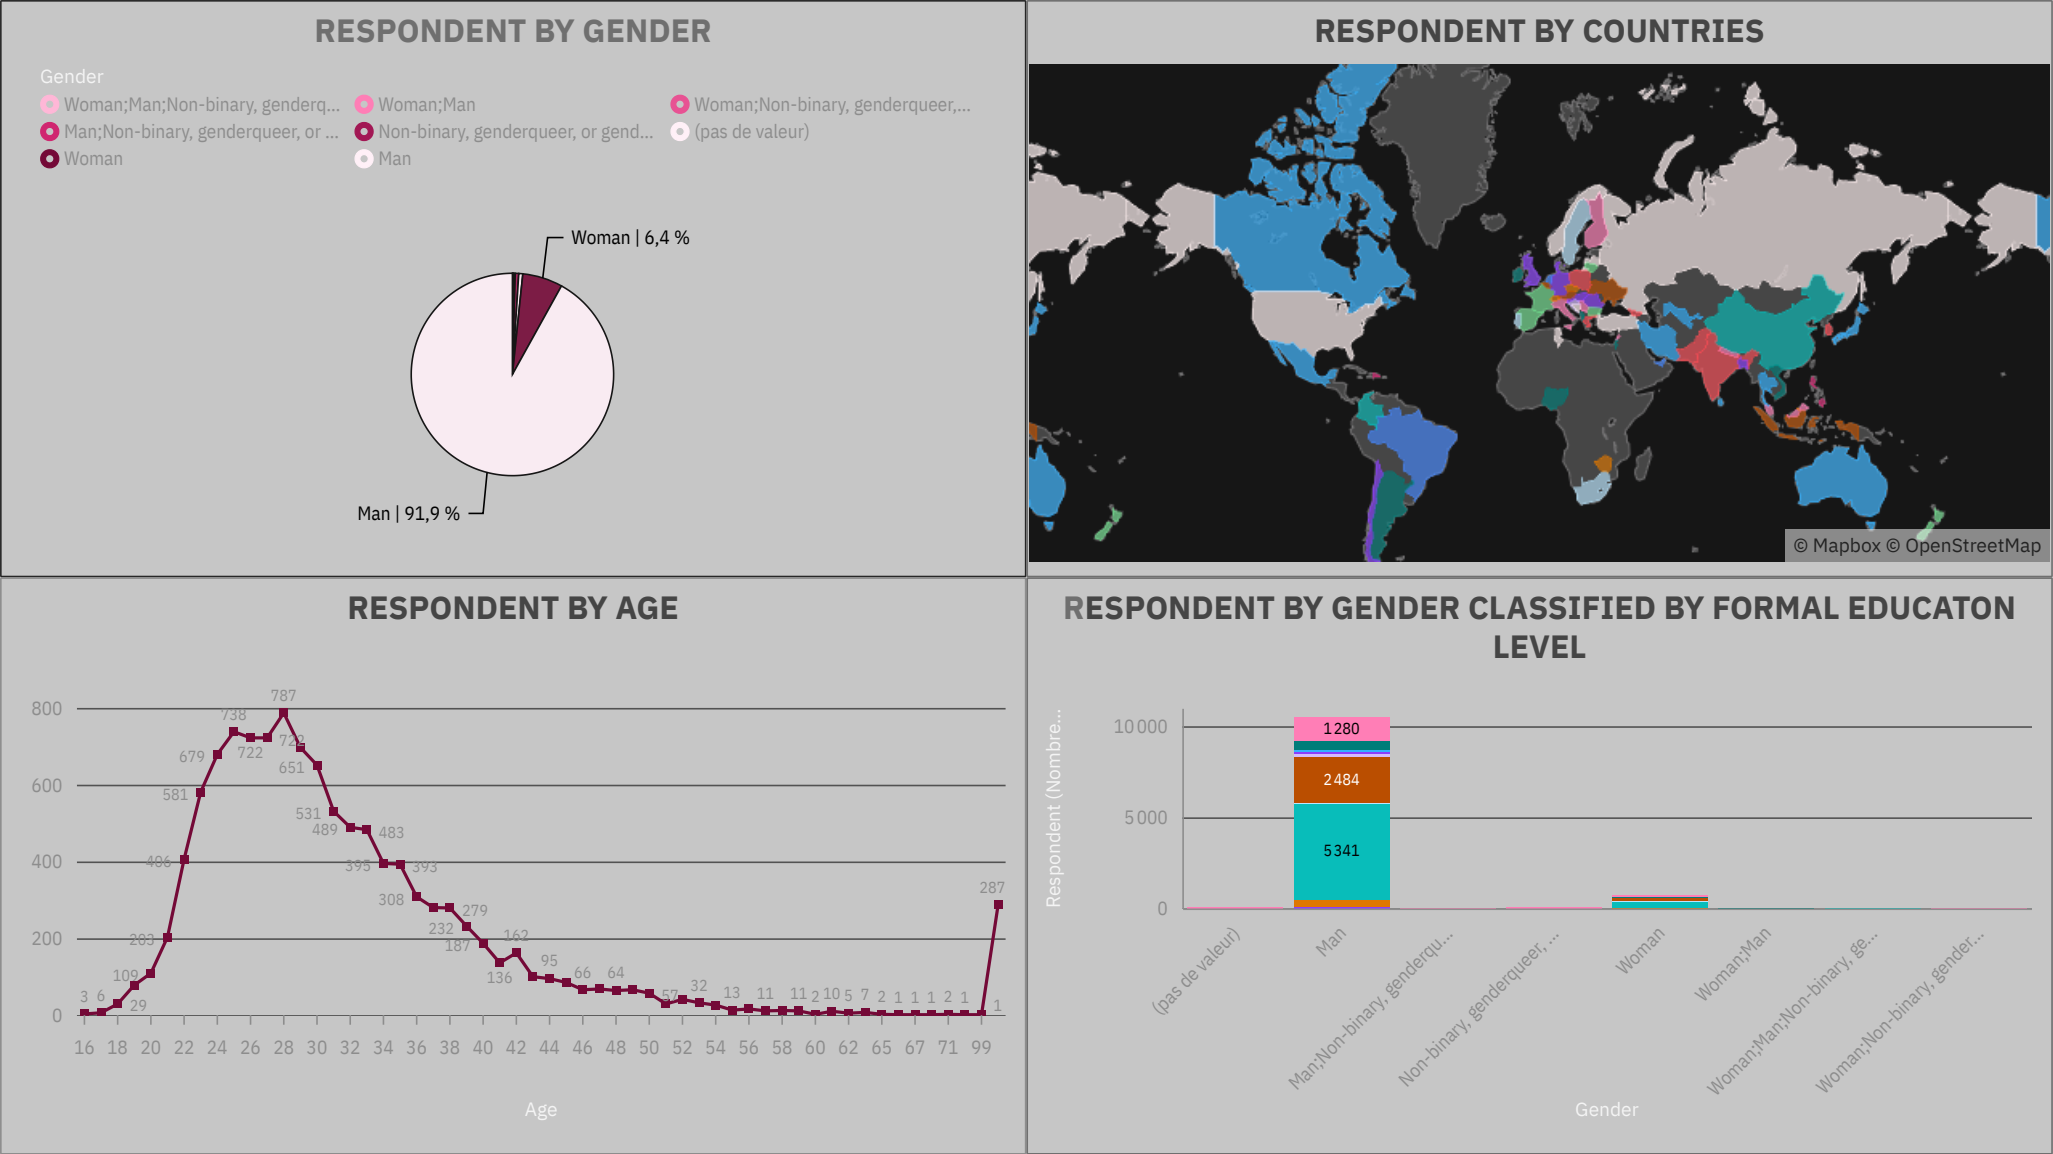 RESPONDENT BY GENDER
Gender
Woman;Man;Non-binary, genderq...
Woman;Man
Woman;Non-binary, genderqueer,...
Man;Non-binary, genderqueer, or ...
Non-binary, genderqueer, or gend...
(pas de valeur)
Woman
Man
Woman | 6,4 %
Man | 91,9 %
RESPONDENT BY COUNTRIES
© Mapbox © OpenStreetMap
RESPONDENT BY AGE
800
600
400
200
0
3
6
29
109
203
406
581
679
738
722
787
722
651
531
489
483
395
393
308
279
232
187
136
162
95
66
64
57
32
13
11
11
2
10
5
7
2
1
1
1
2
1
1
287
16 18 20 22 24 26 28 30 32 34 36 38 40 42 44 46 48 50 52 54 56 58 60 62 65 67 71 99
Age
RESPONDENT BY GENDER CLASSIFIED BY FORMAL EDUCATON
LEVEL
Respondent (Nombre...
10 000
5 000
0
1 280
2 484
5 341
(pas de valeur)
Man
Man;Non-binary, genderqu...
Non-binary, genderqueer, ...
Woman
Woman;Man
Woman;Man;Non-binary, ge...
Woman;Non-binary, gender...
Gender